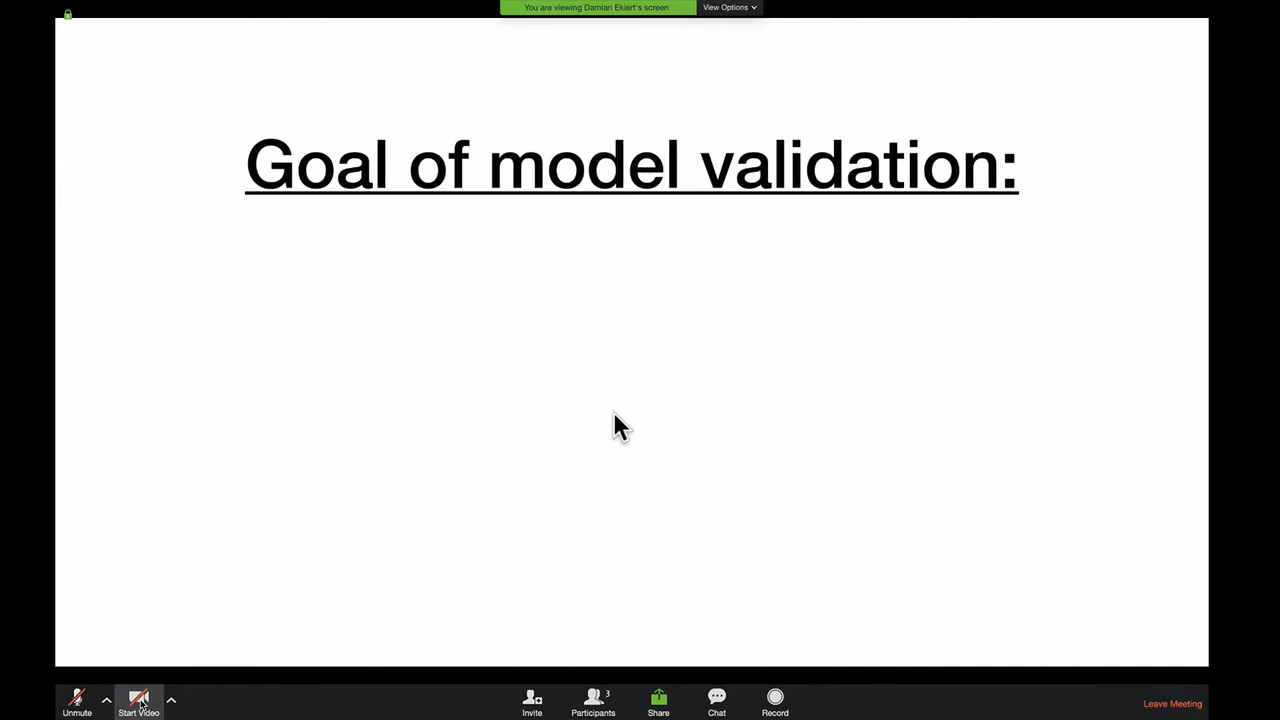 You are viewing Damian Ekiert's screen
View Options
Goal of model validation:
Unmute
Start Video
Invite
Participants
3
Share
Chat
Record
Leave Meeting